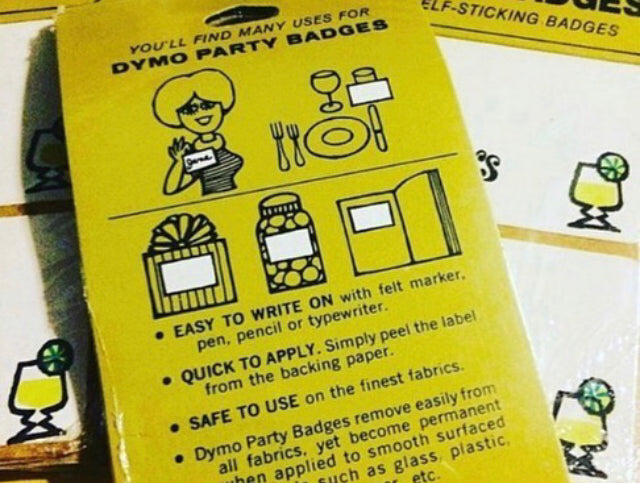 YOU'LL FIND MANY USES FOR
DYMO PARTY BADGES
Jane
• EASY TO WRITE ON with felt marker,
pen, pencil or typewriter.
• QUICK TO APPLY. Simply peel the label
from the backing paper.
• SAFE TO USE on the finest fabrics.
• Dymo Party Badges remove easily from
all fabrics, yet become permanent
when applied to smooth surfaced
such as glass, plastic,
etc.
ELF-STICKING BADGES
'S